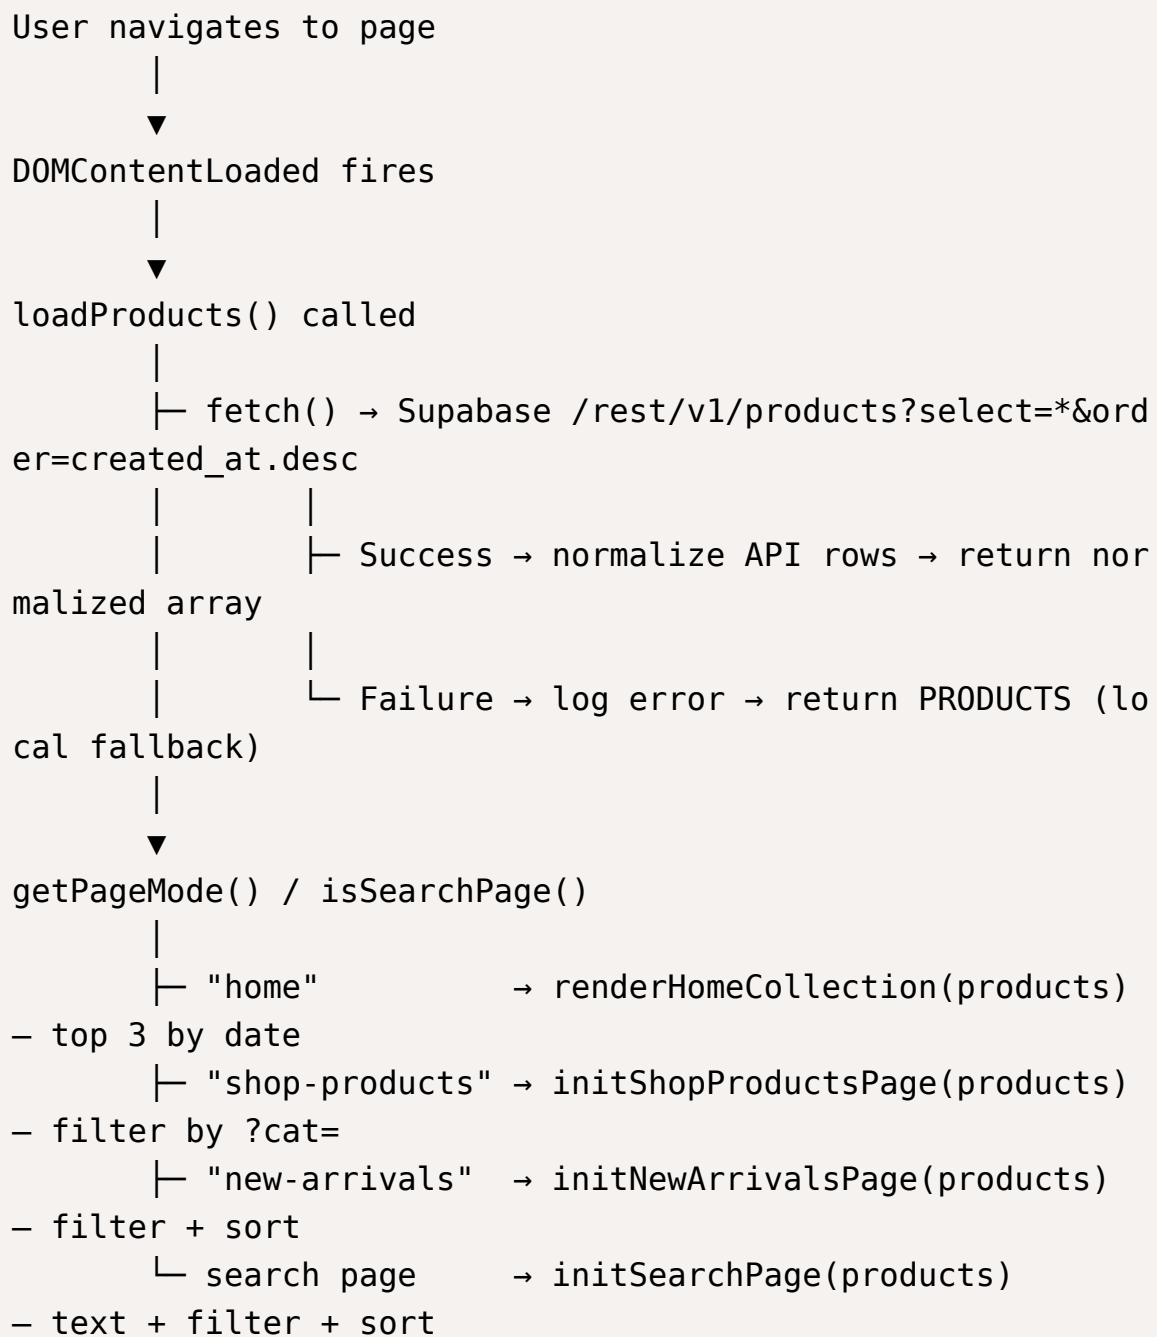 User navigates to page
       │
       ▼
DOMContentLoaded fires
       │
       ▼
loadProducts() called
       │
       ├─ fetch() → Supabase /rest/v1/products?select=*&ord
er=created_at.desc
       │       │
       │       ├─ Success → normalize API rows → return nor
malized array
       │       │
       │       └─ Failure → log error → return PRODUCTS (lo
cal fallback)
       │
       ▼
getPageMode() / isSearchPage()
       │
       ├─ "home"          → renderHomeCollection(products)
— top 3 by date
       ├─ "shop-products" → initShopProductsPage(products)
— filter by ?cat=
       ├─ "new-arrivals"  → initNewArrivalsPage(products)
— filter + sort
       └─ search page     → initSearchPage(products)
— text + filter + sort